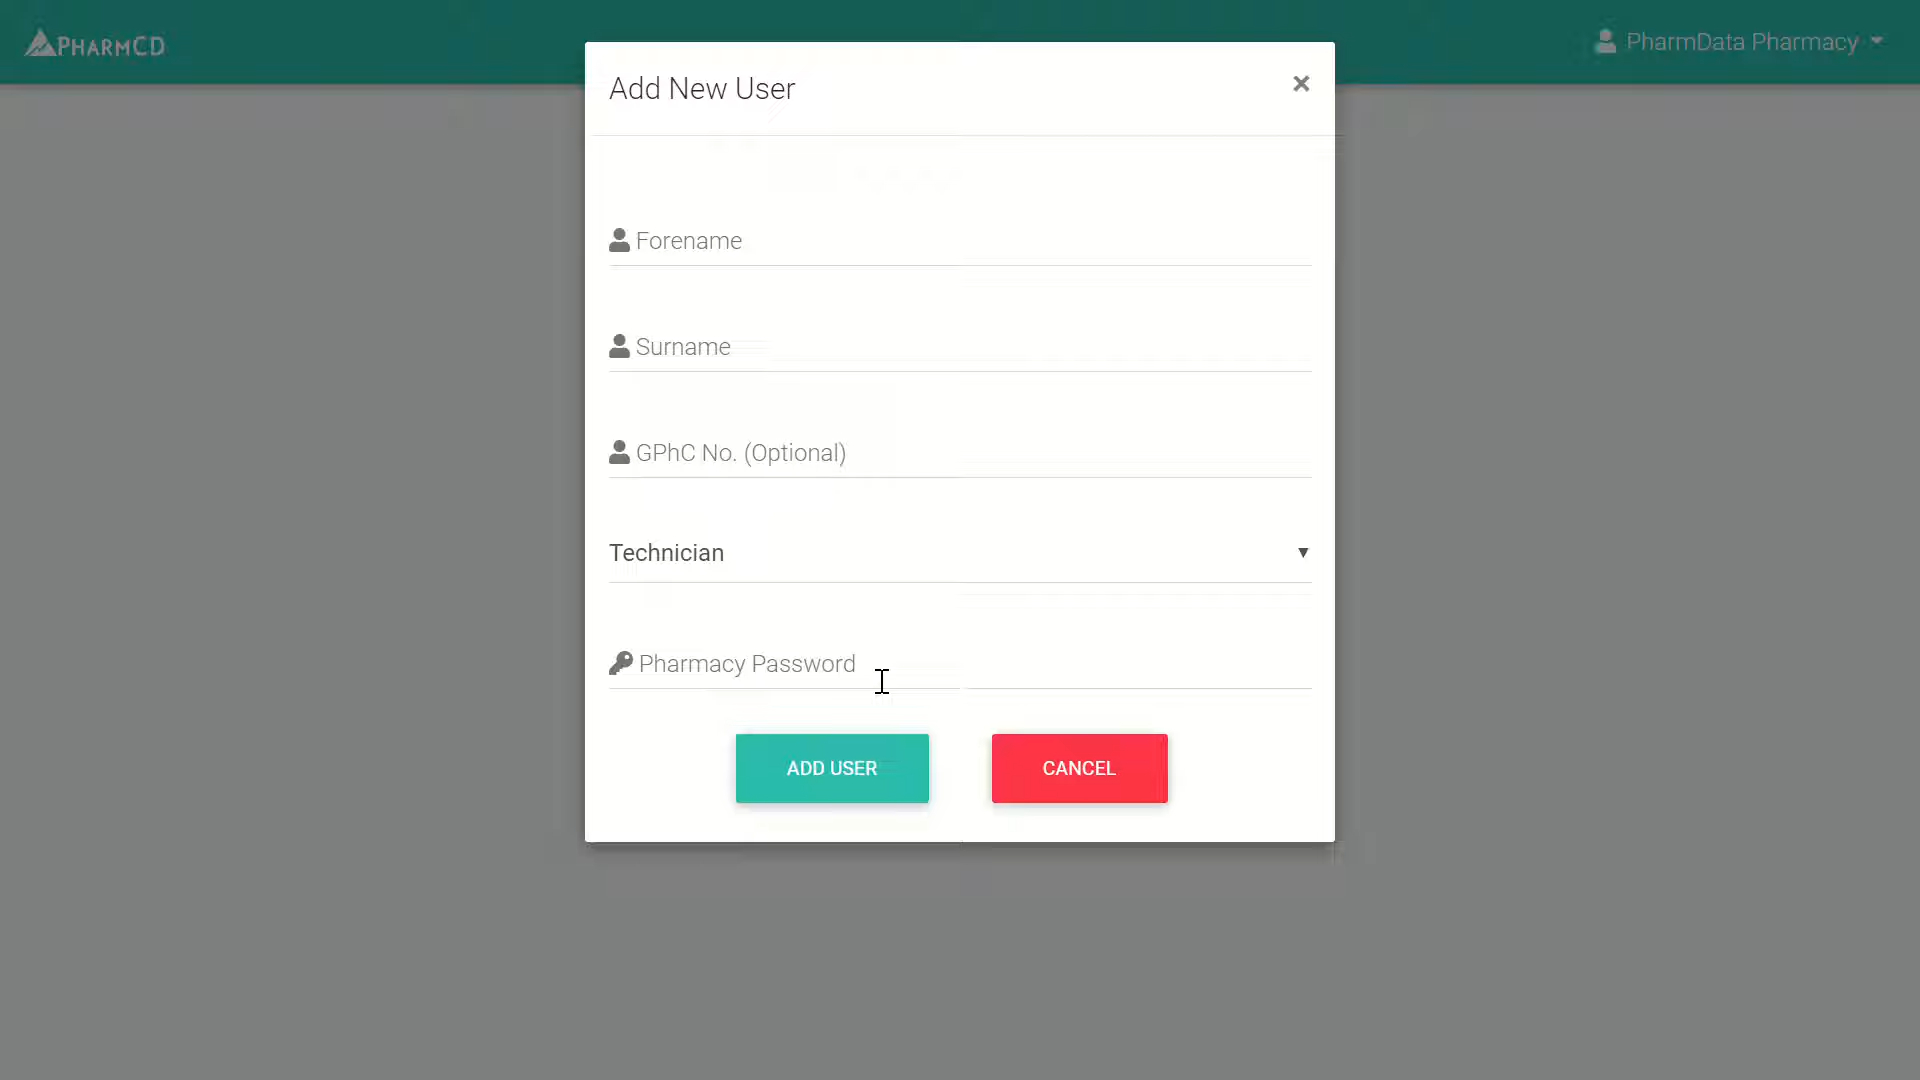 PHARMCD
PharmData Pharmacy
Add New User
×
Forename
Surname
GPhC No. (Optional)
Technician
Pharmacy Password
ADD USER
CANCEL